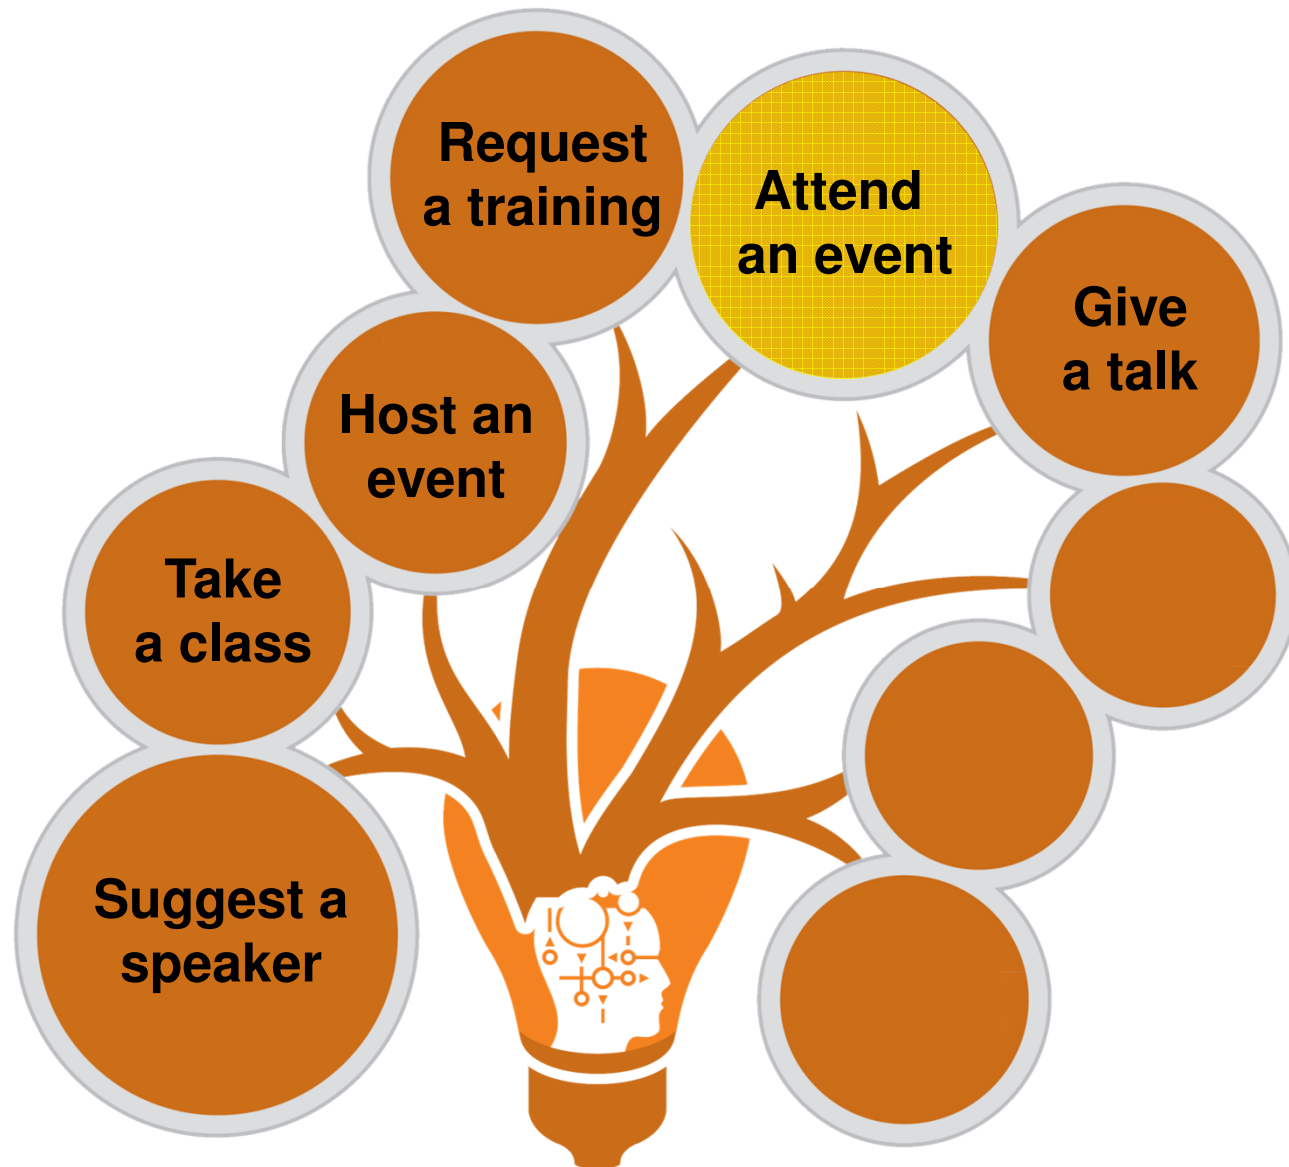 Request
a training
Attend
an event
Give
a talk
Host an
event
Take
a class
Suggest a
speaker